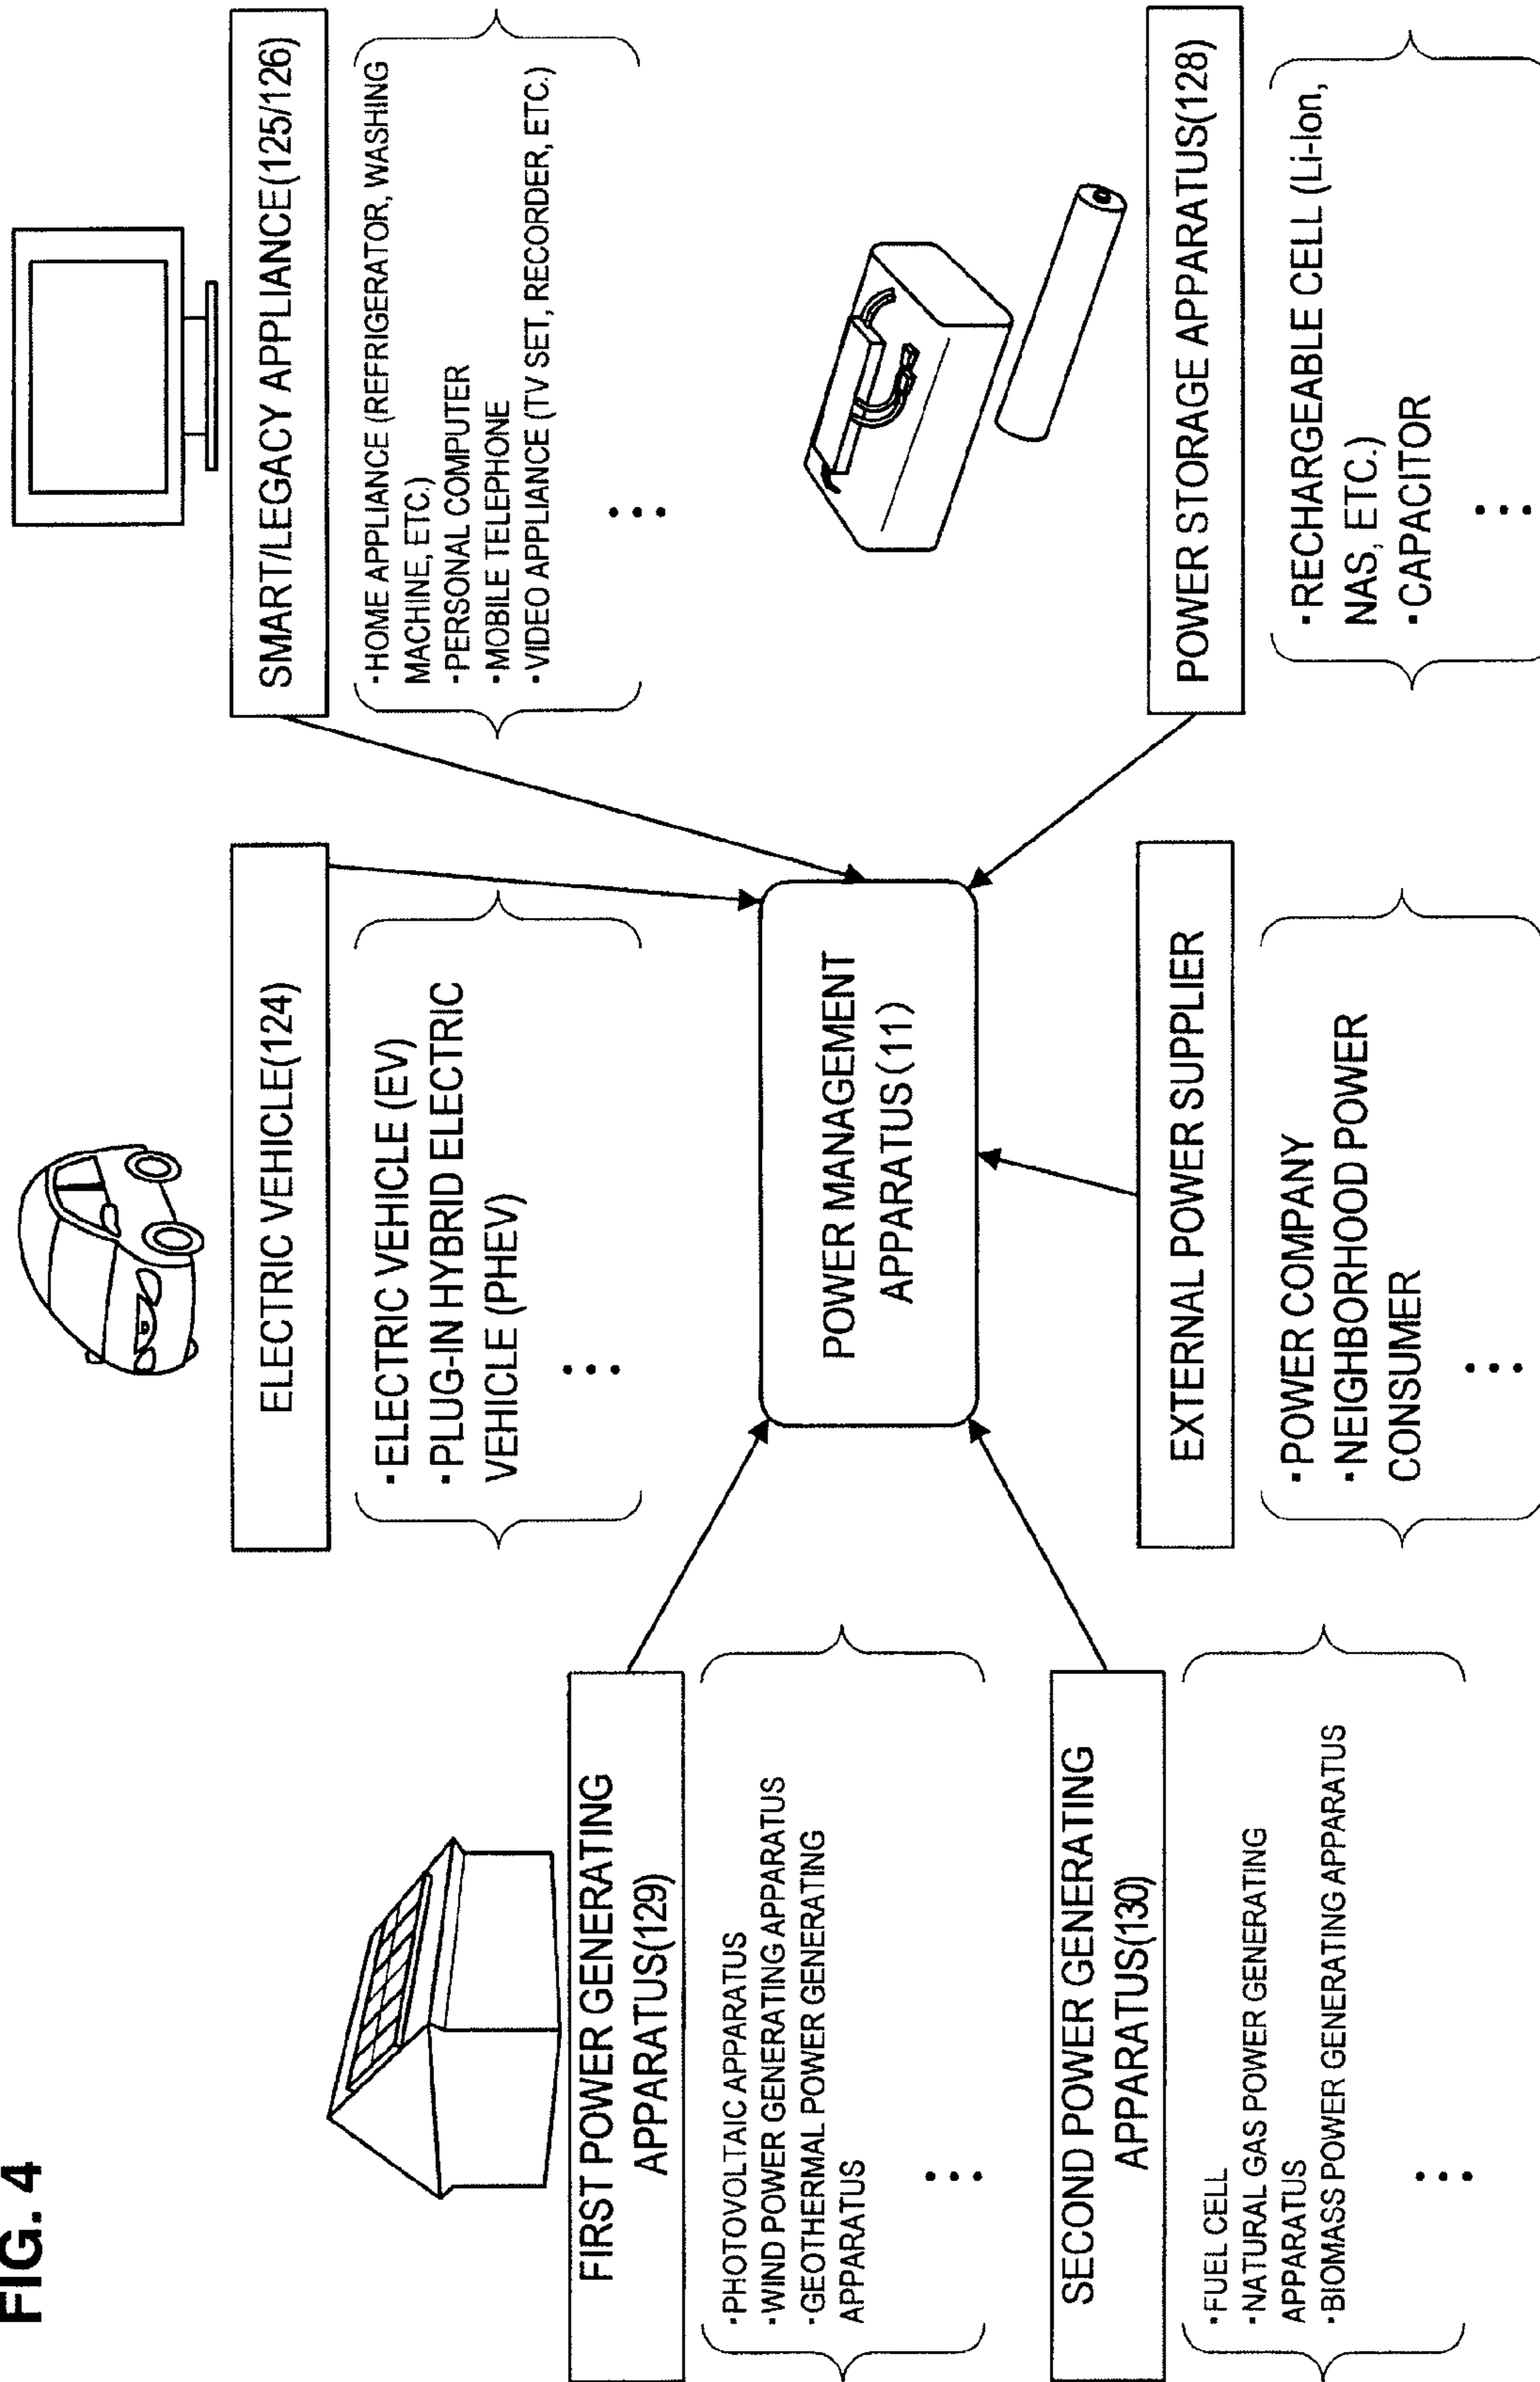 FIG. 4
FIRST POWER GENERATING
APPARATUS(129)
·PHOTOVOLTAIC APPARATUS
·WIND POWER GENERATING APPARATUS
·GEOTHERMAL POWER GENERATING
APPARATUS
⋮
SECOND POWER GENERATING
APPARATUS(130)
·FUEL CELL
·NATURAL GAS POWER GENERATING
APPARATUS
·BIOMASS POWER GENERATING APPARATUS
⋮
ELECTRIC VEHICLE(124)
·ELECTRIC VEHICLE (EV)
·PLUG-IN HYBRID ELECTRIC
VEHICLE (PHEV)
⋮
POWER MANAGEMENT
APPARATUS(11)
EXTERNAL POWER SUPPLIER
·POWER COMPANY
·NEIGHBORHOOD POWER
CONSUMER
⋮
SMART/LEGACY APPLIANCE(125/126)
·HOME APPLIANCE (REFRIGERATOR, WASHING
MACHINE, ETC.)
·PERSONAL COMPUTER
·MOBILE TELEPHONE
·VIDEO APPLIANCE (TV SET, RECORDER, ETC.)
⋮
POWER STORAGE APPARATUS(128)
·RECHARGEABLE CELL (Li-Ion,
NAS, ETC.)
·CAPACITOR
⋮